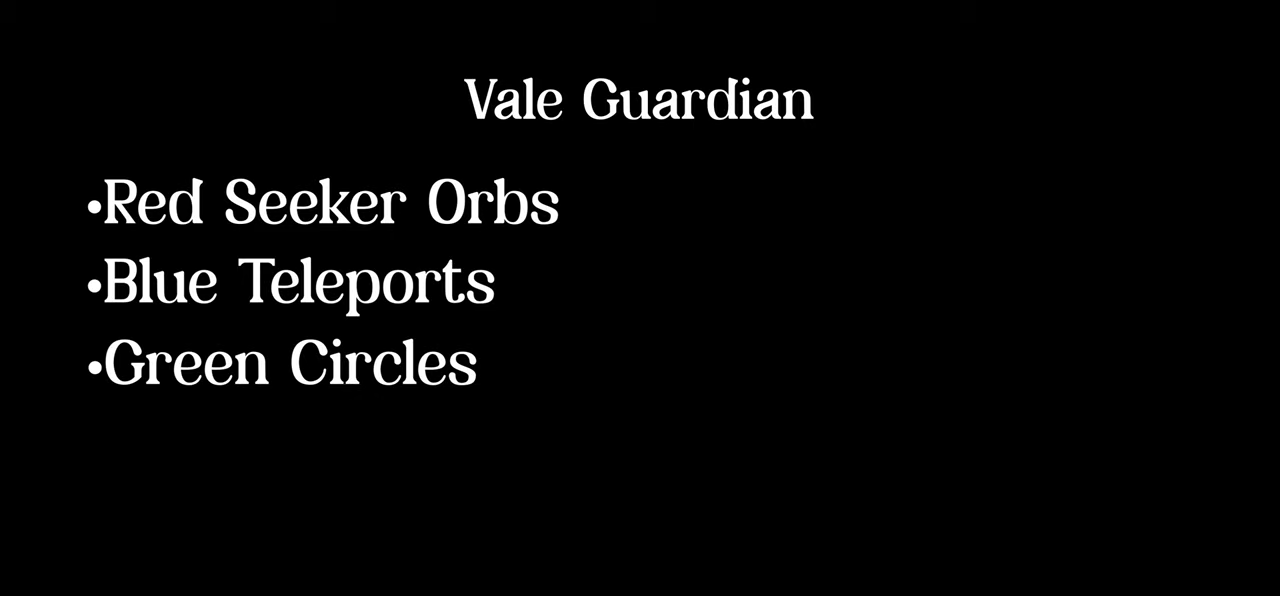 Vale Guardian
•Red Seeker Orbs
•Blue Teleports
•Green Circles